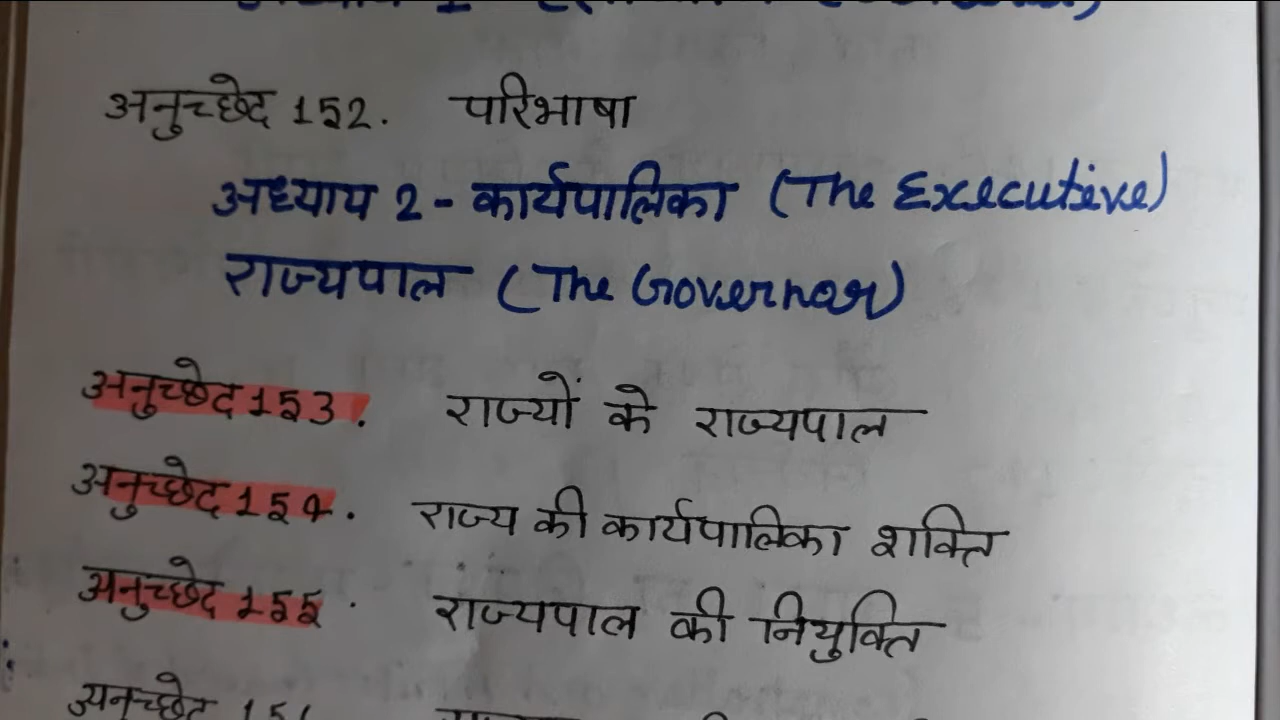 अनुच्छेद 152. परिभाषा
अध्याय 2 - कार्यपालिका (The Executive)
राज्यपाल (The Governor)
अनुच्छेद 153. राज्यों के राज्यपाल
अनुच्छेद 154. राज्य की कार्यपालिका शक्ति
अनुच्छेद 155. राज्यपाल की नियुक्ति